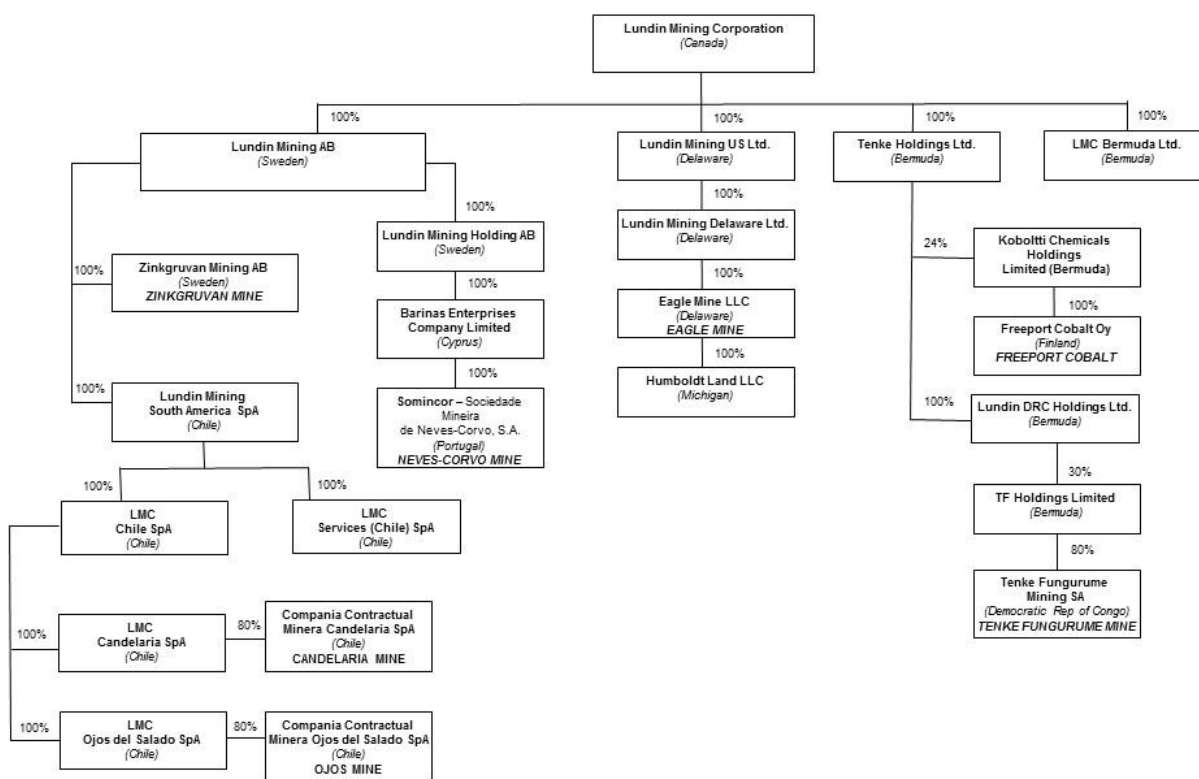 Lundin Mining Corporation
(Canada)
100%
100%
100%
100%
Lundin Mining AB
(Sweden)
Lundin Mining US Ltd.
(Delaware)
Tenke Holdings Ltd.
(Bermuda)
LMC Bermuda Ltd.
(Bermuda)
100%
100%
Lundin Mining Holding AB
(Sweden)
Lundin Mining Delaware Ltd.
(Delaware)
24%
Koboltti Chemicals
Holdings
Limited (Bermuda)
100%
Zinkgruvan Mining AB
(Sweden)
ZINKGRUVAN MINE
100%
100%
100%
Barinas Enterprises
Company Limited
(Cyprus)
Eagle Mine LLC
(Delaware)
EAGLE MINE
Freeport Cobalt Oy
(Finland)
FREEPORT COBALT
100%
100%
100%
Lundin Mining
South America SpA
(Chile)
Somincor – Sociedade
Mineira
de Neves-Corvo, S.A.
(Portugal)
NEVES-CORVO MINE
Humboldt Land LLC
(Michigan)
100%
Lundin DRC Holdings Ltd.
(Bermuda)
100%
100%
30%
LMC
Chile SpA
(Chile)
LMC
Services (Chile) SpA
(Chile)
TF Holdings Limited
(Bermuda)
80%
Tenke Fungurume
Mining SA
(Democratic Rep of Congo)
TENKE FUNGURUME MINE
100%
LMC
Candelaria SpA
(Chile)
80%
Compania Contractual
Minera Candelaria SpA
(Chile)
CANDELARIA MINE
100%
LMC
Ojos del Salado SpA
(Chile)
80%
Compania Contractual
Minera Ojos del Salado SpA
(Chile)
OJOS MINE